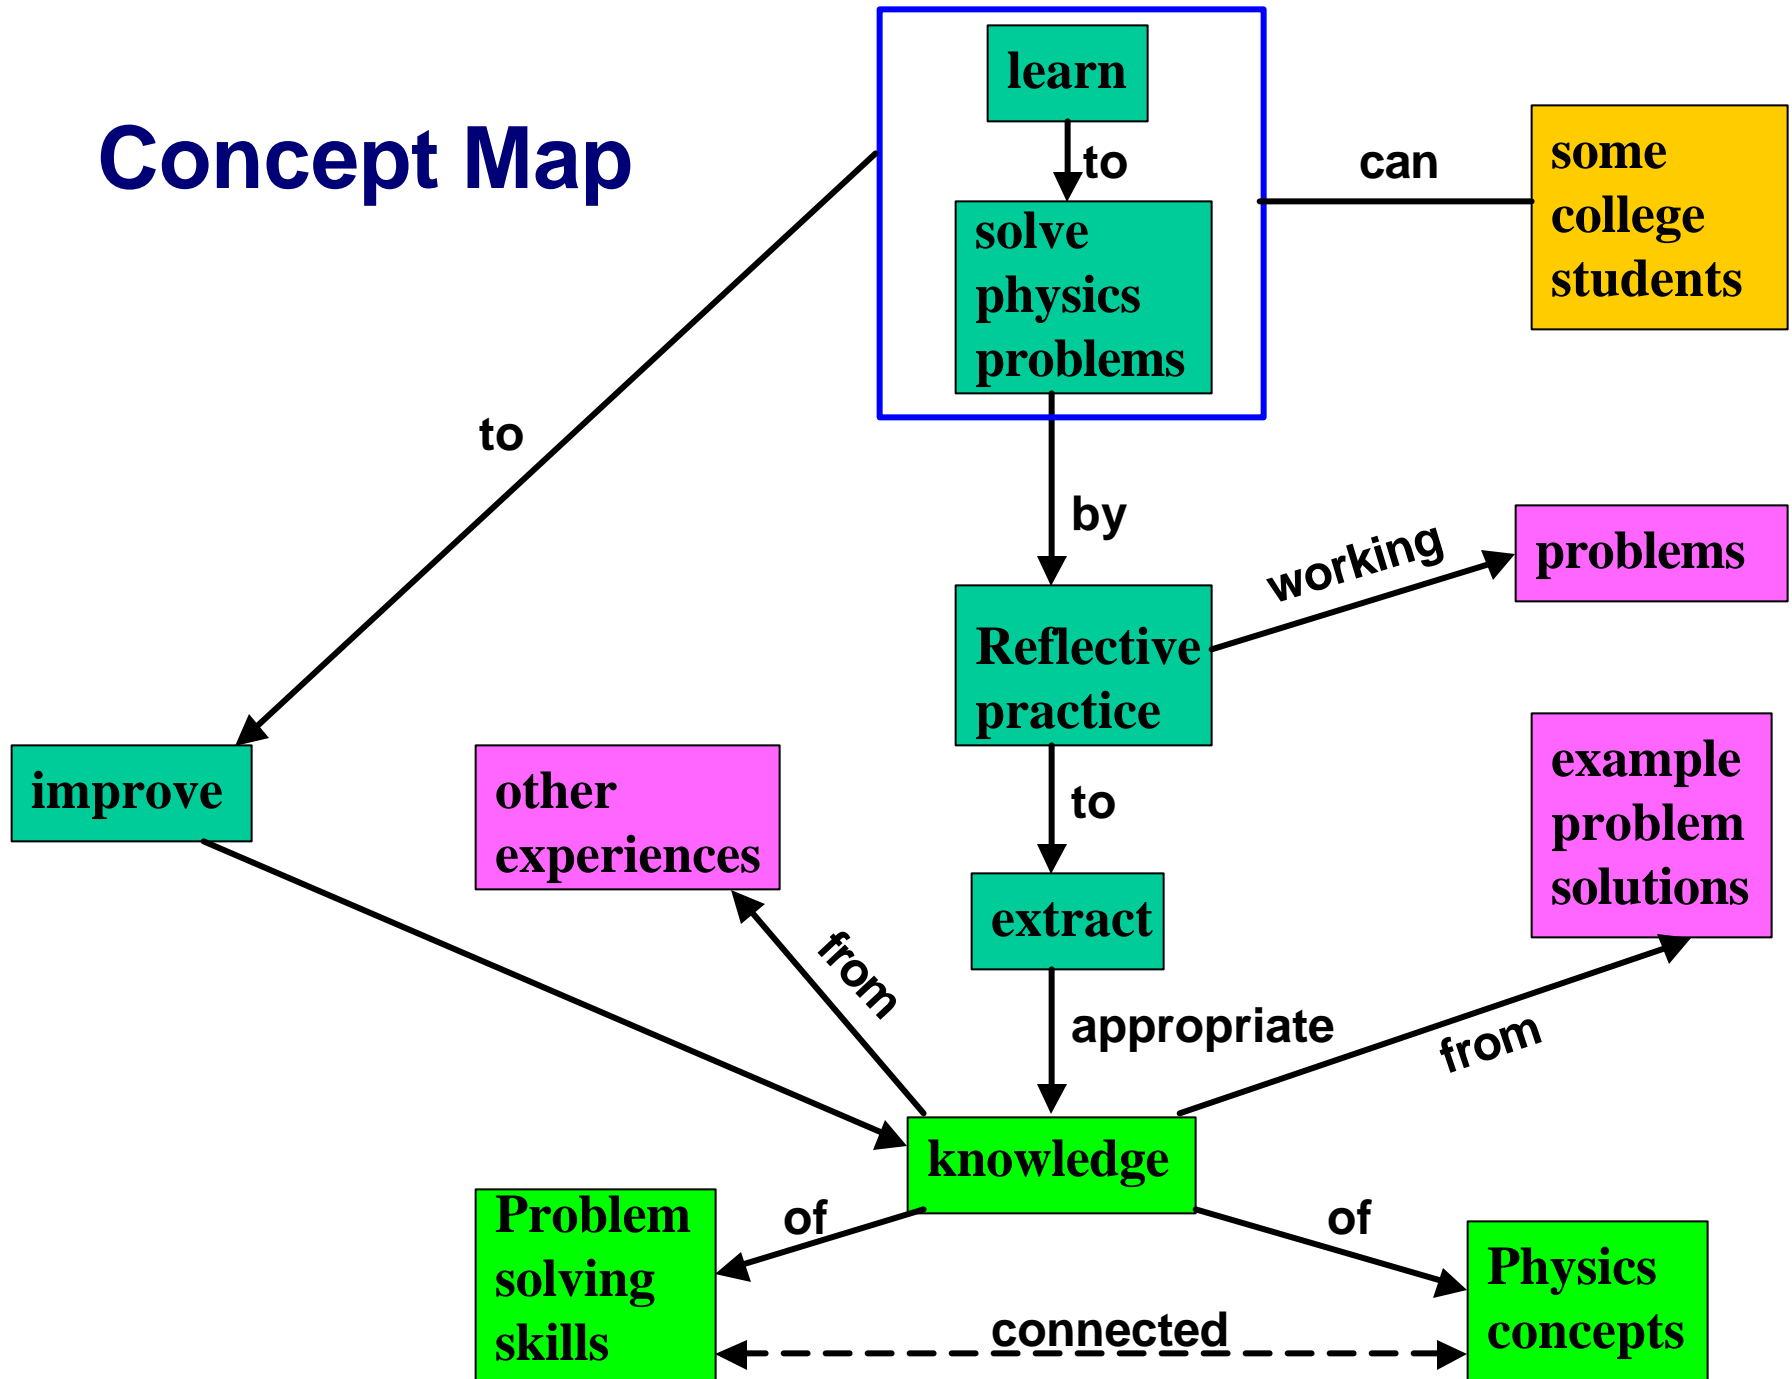 Concept Map
learn
to
can
some
college
students
solve
physics
problems
to
by
working
problems
Reflective
practice
improve
other
experiences
to
example
problem
solutions
extract
from
appropriate
from
knowledge
Problem
solving
skills
of
of
Physics
concepts
connected